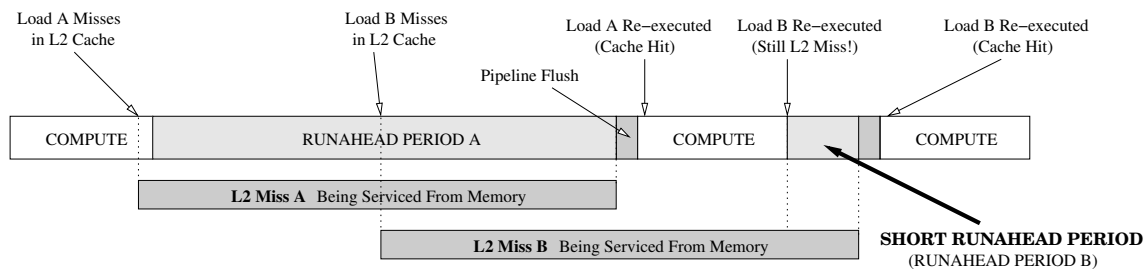 Load A Misses
in L2 Cache
Load B Misses
in L2 Cache
Load A Re−executed
(Cache Hit)
Load B Re−executed
(Still L2 Miss!)
Load B Re−executed
(Cache Hit)
Pipeline Flush
COMPUTE
RUNAHEAD PERIOD A
COMPUTE
COMPUTE
L2 Miss A Being Serviced From Memory
L2 Miss B Being Serviced From Memory
SHORT RUNAHEAD PERIOD
(RUNAHEAD PERIOD B)